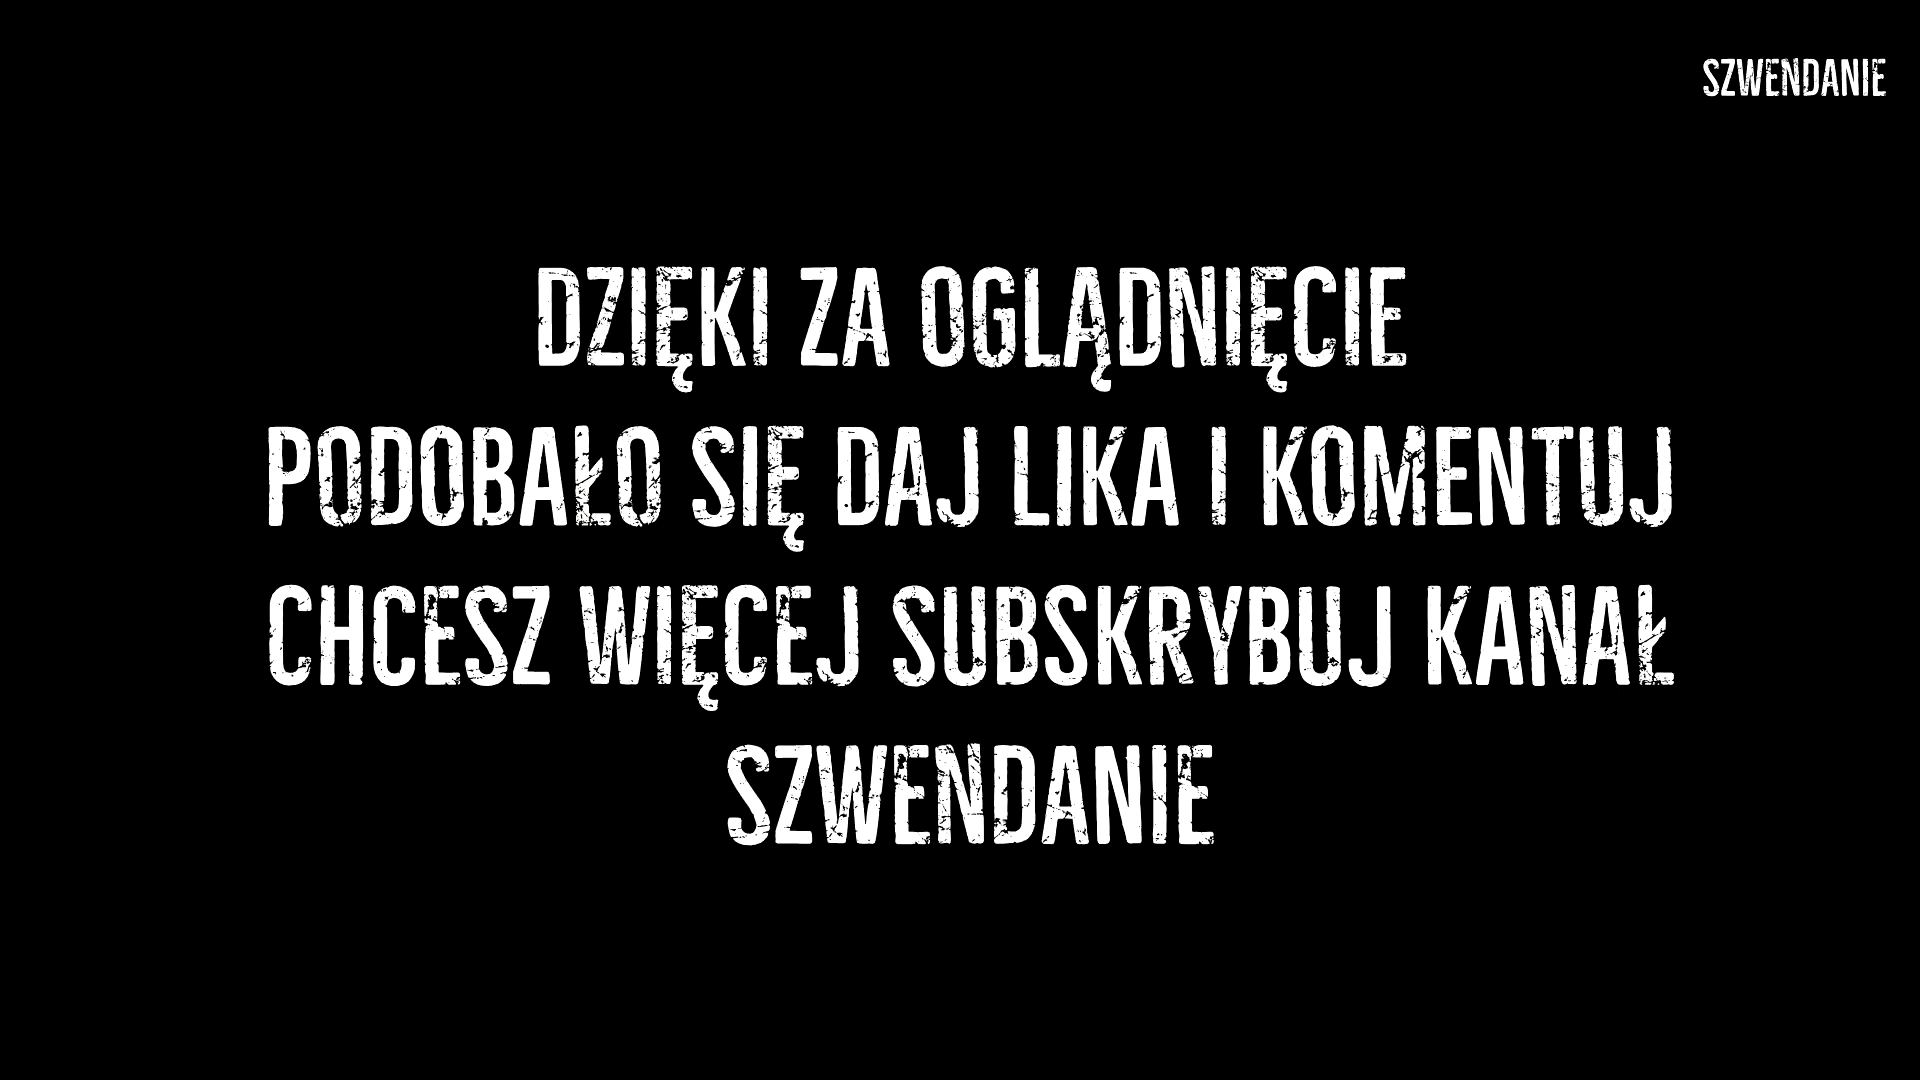 SZWENDANIE
DZIĘKI ZA OGLĄDNIĘCIE
PODOBAŁO SIĘ DAJ LIKA I KOMENTUJ
CHCESZ WIĘCEJ SUBSKRYBUJ KANAŁ
SZWENDANIE